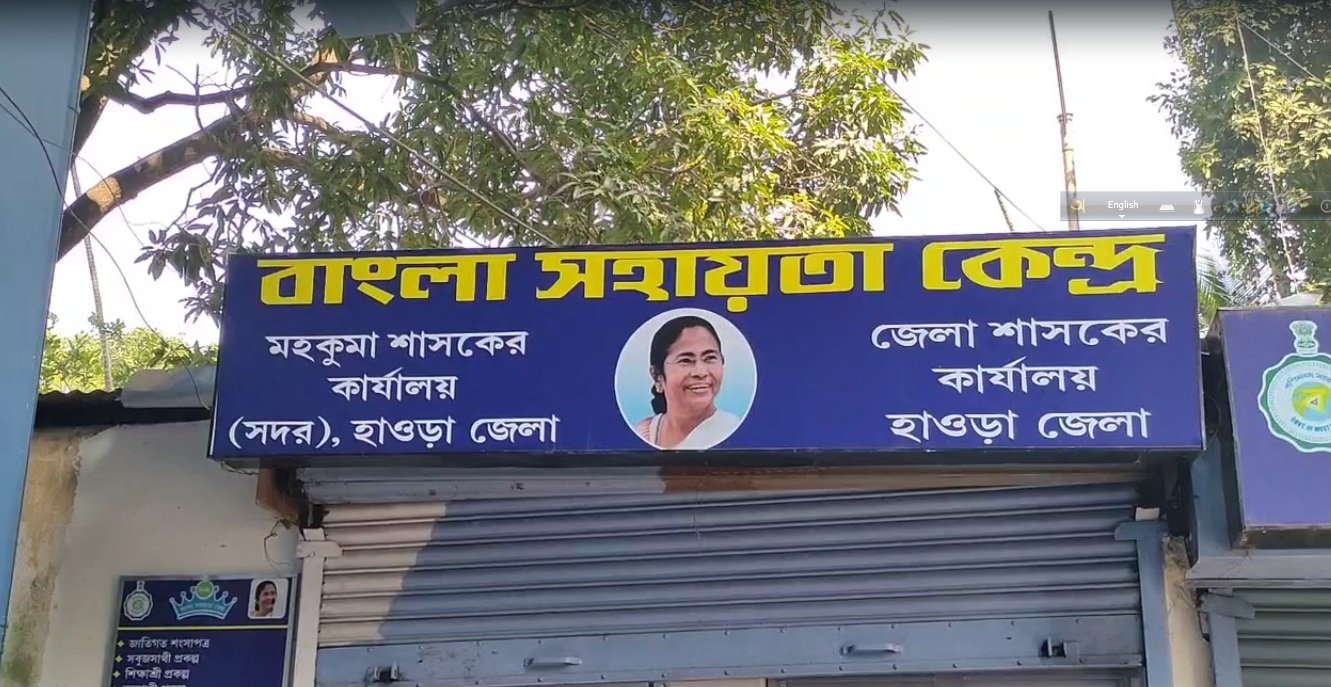 বাংলা সহায়তা কেন্দ্র
মহকুমা শাসকের
কার্যালয়
(সদর), হাওড়া জেলা
জেলা শাসকের
কার্যালয়
হাওড়া জেলা
English
জাতিগত শংসাপত্র
সবুজসাথী প্রকল্প
শিক্ষাশ্রী প্রকল্প